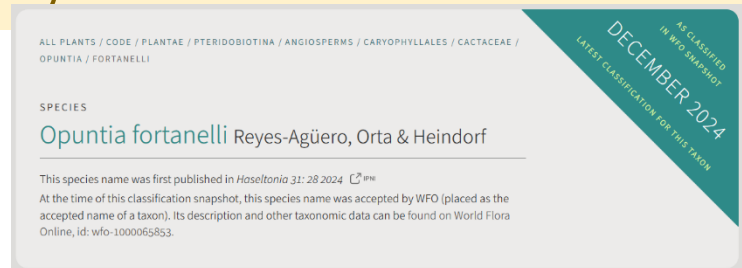 ALL PLANTS / CODE / PLANTAE / PTERIDOBIOTINA / ANGIOSPERMS / CARYOPHYLLALES / CACTACEAE /
OPUNTIA / FORTANELLI
AS CLASSIFIED
IN WFO SNAPSHOT
DECEMBER 2024
LATEST CLASSIFICATION FOR THIS TAXON
SPECIES
Opuntia fortanelli Reyes-Agüero, Orta & Heindorf
This species name was first published in Haseltonia 31: 28 2024 IPNI
At the time of this classification snapshot, this species name was accepted by WFO (placed as the
accepted name of a taxon). Its description and other taxonomic data can be found on World Flora
Online, id: wfo-1000065853.